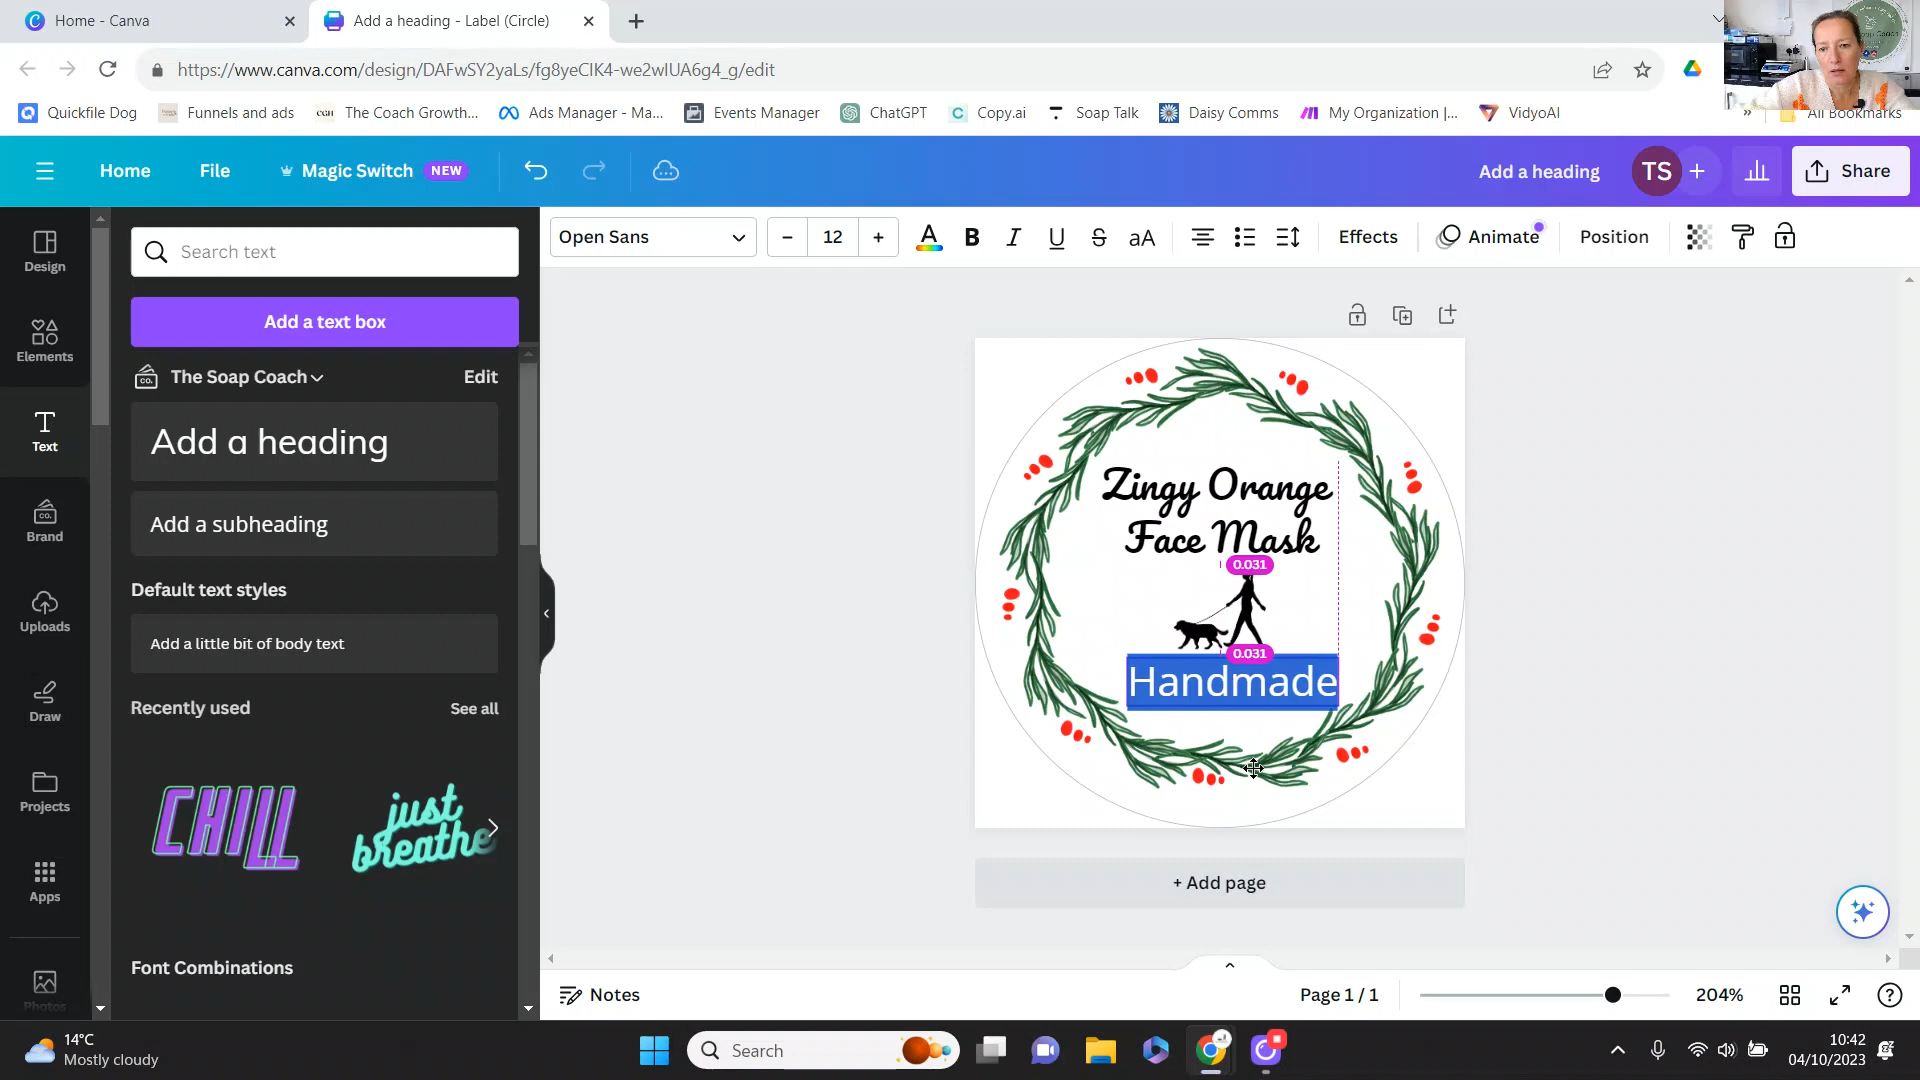 Home - Canva
Add a heading - Label (Circle)
https://www.canva.com/design/DAFwSY2yaLs/fg8yeCIK4-we2wIUA6g4_g/edit
Quickfile Dog
Funnels and ads
CGH The Coach Growth...
Ads Manager - Ma...
Events Manager
ChatGPT
Copy.ai
Soap Talk
Daisy Comms
My Organization |...
VidyoAI
»
All Bookmarks
Home
File
Magic Switch NEW
Add a heading
TS
Share
Design
Elements
Text
Brand
Uploads
Draw
Projects
Apps
Photos
Search text
Add a text box
The Soap Coach
Edit
Add a heading
Add a subheading
Default text styles
Add a little bit of body text
Recently used
See all
CHILL
just
breathe
Font Combinations
Open Sans
– 12 +
A B I U S aA
Effects
Animate
Position
Zingy Orange
Face Mask
0.031
0.031
Handmade
+ Add page
Notes
Page 1 / 1
204%
14°C
Mostly cloudy
Search
10:42
04/10/2023